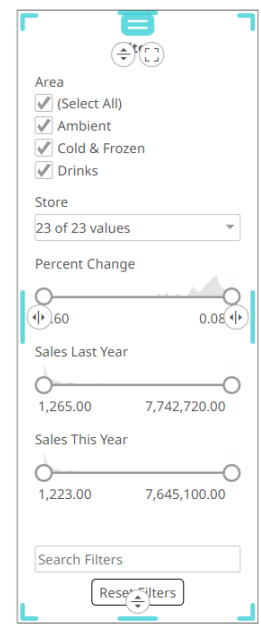 Area
(Select All)
Ambient
Cold & Frozen
Drinks
Store
23 of 23 values
Percent Change
.60 0.08
Sales Last Year
1,265.00 7,742,720.00
Sales This Year
1,223.00 7,645,100.00
Search Filters
Reset Filters